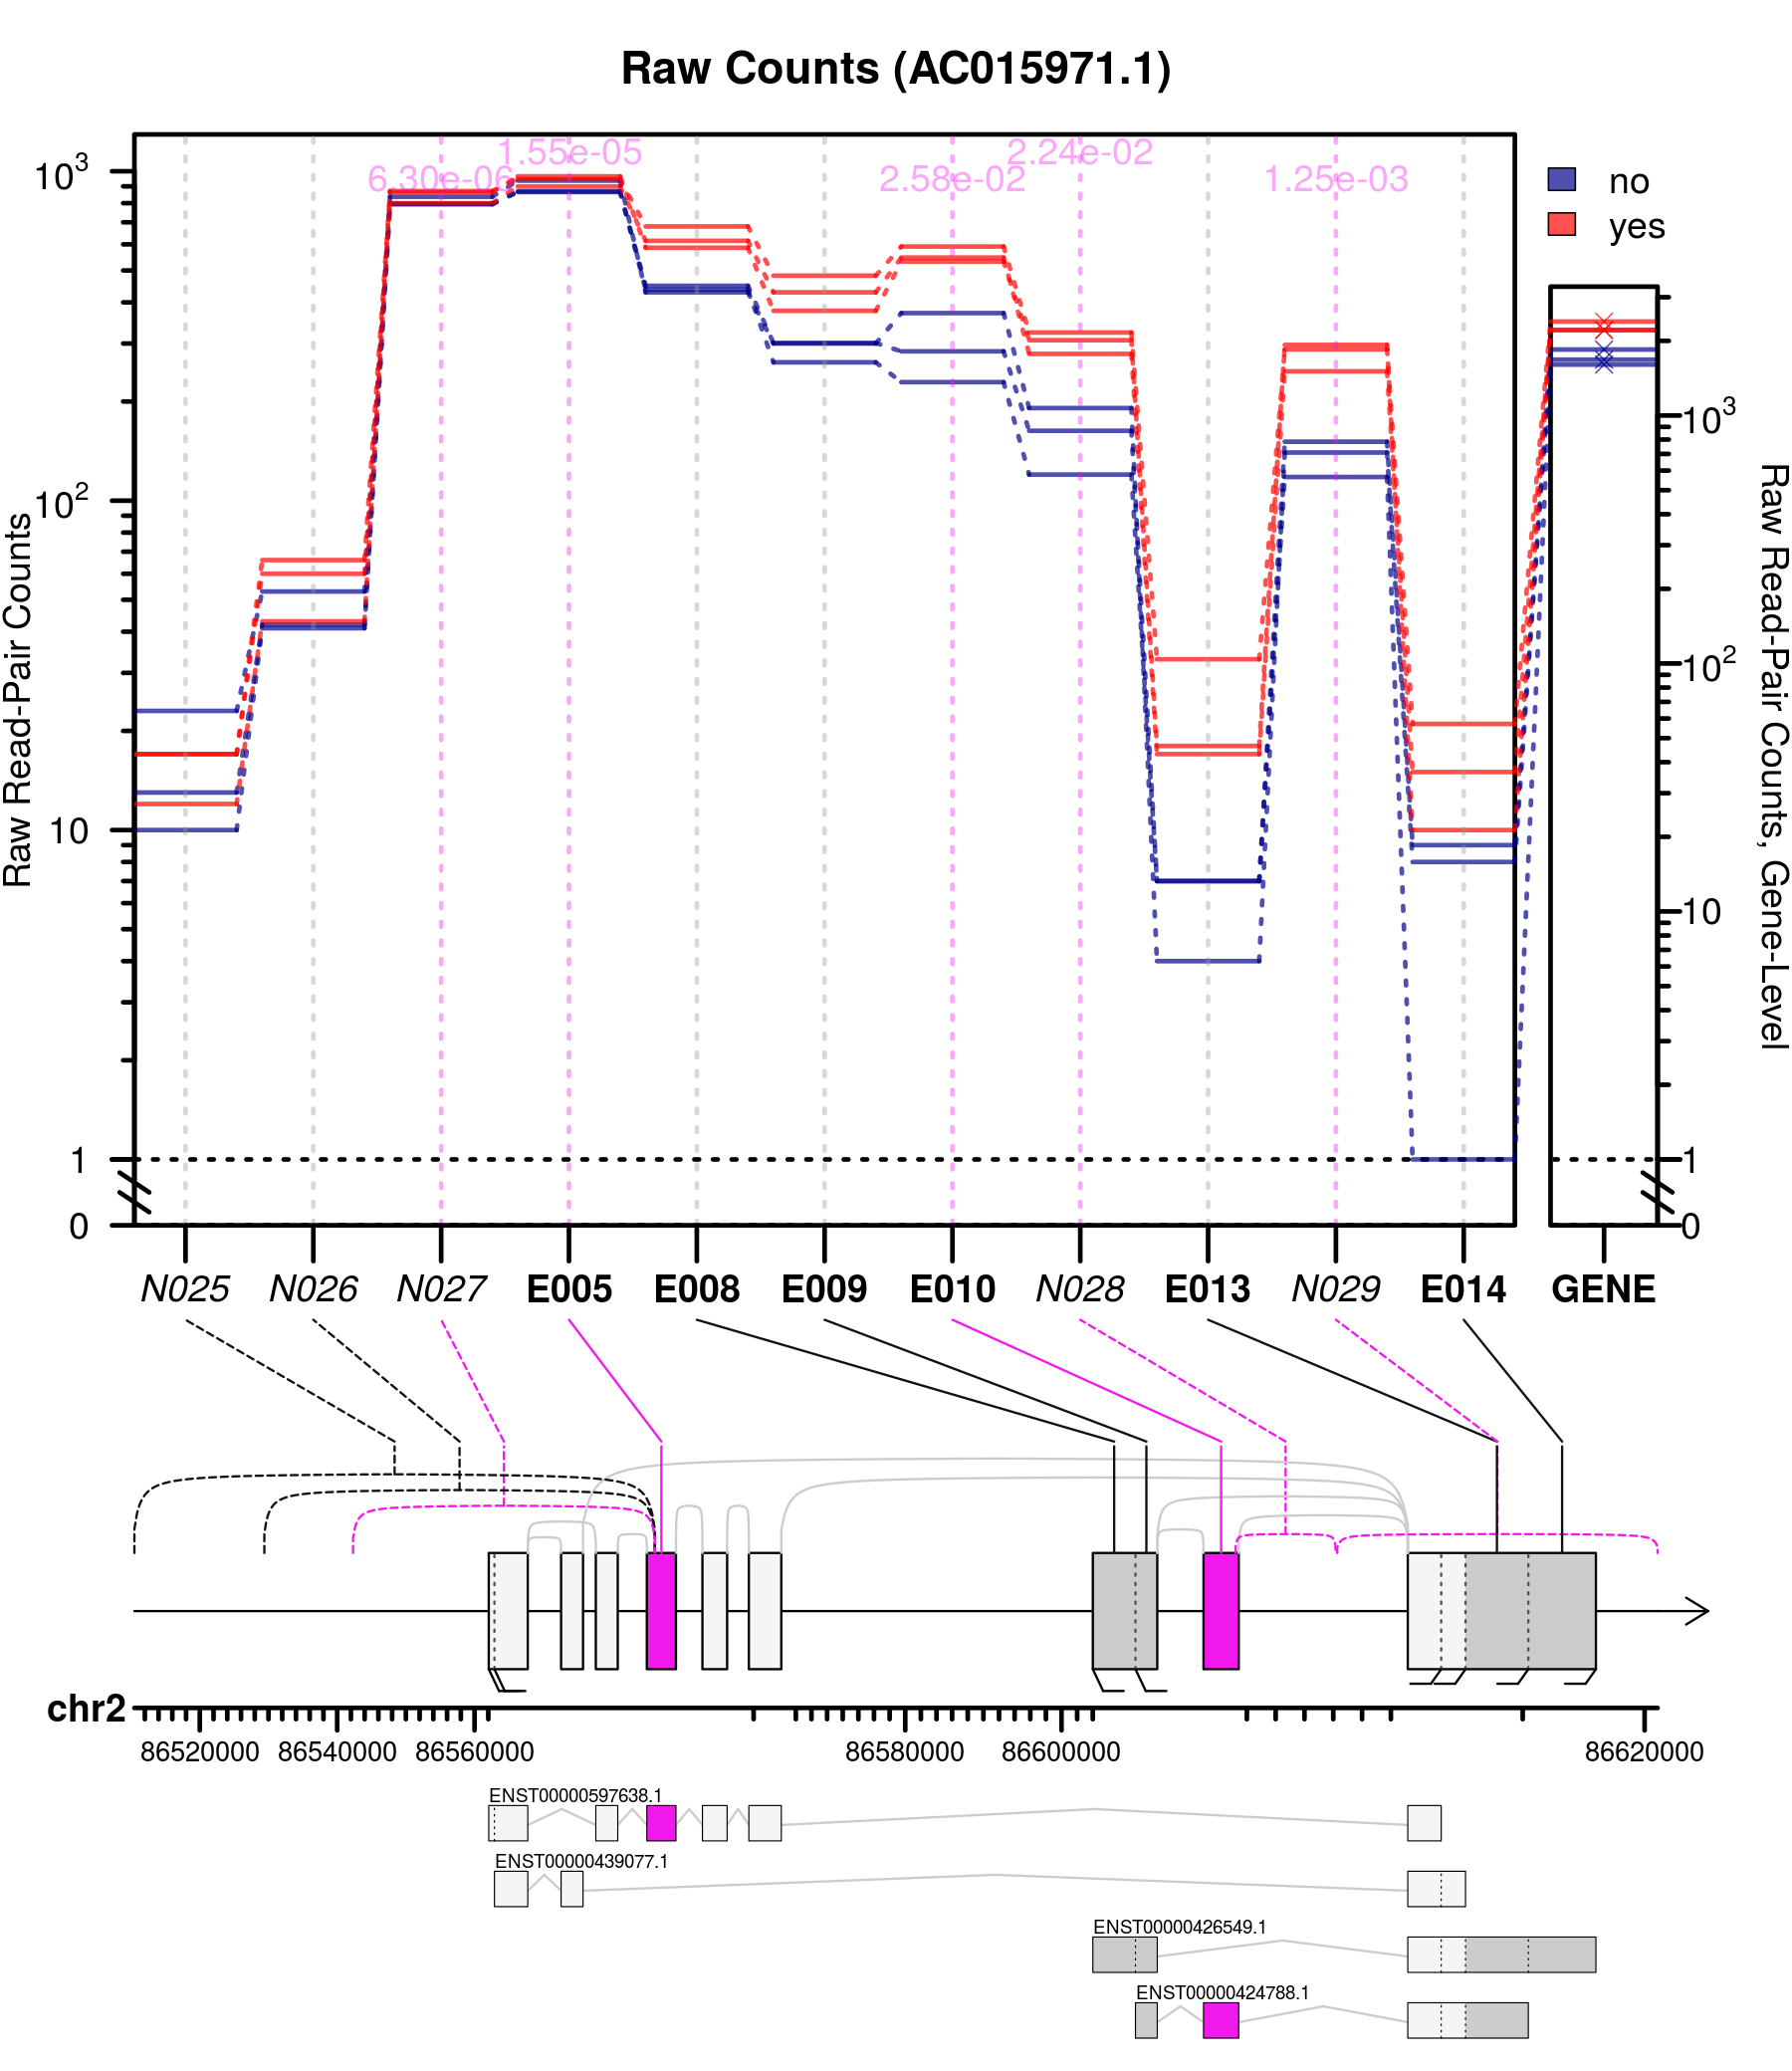 Raw Counts (AC015971.1)
1.55e-05 2.24e-02
6.30e-06 2.58e-02 1.25e-03
no
yes
Raw Read-Pair Counts
10³
10²
10
1
0
Raw Read-Pair Counts, Gene-Level
10³
10²
10
1
0
N025 N026 N027 E005 E008 E009 E010 N028 E013 N029 E014 GENE
chr2
86520000 86540000 86560000 86580000 86600000 86620000
ENST00000597638.1
ENST00000439077.1
ENST00000426549.1
ENST00000424788.1